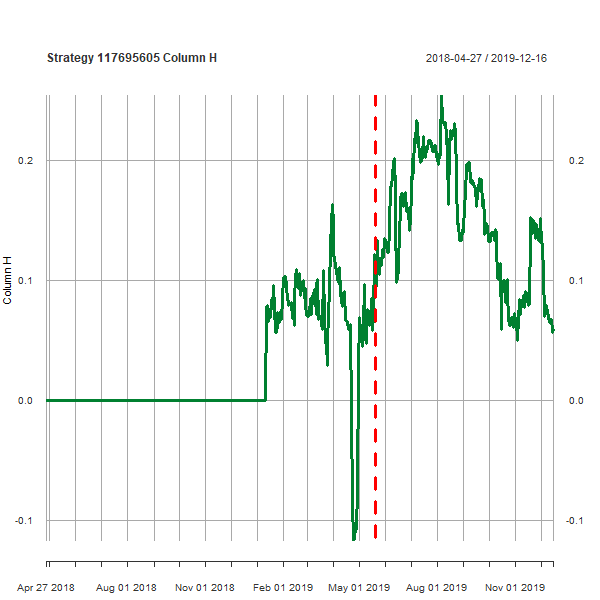 Strategy 117695605 Column H
2018-04-27 / 2019-12-16
Column H
0.2
0.1
0.0
-0.1
0.2
0.1
0.0
-0.1
Apr 27 2018
Aug 01 2018
Nov 01 2018
Feb 01 2019
May 01 2019
Aug 01 2019
Nov 01 2019